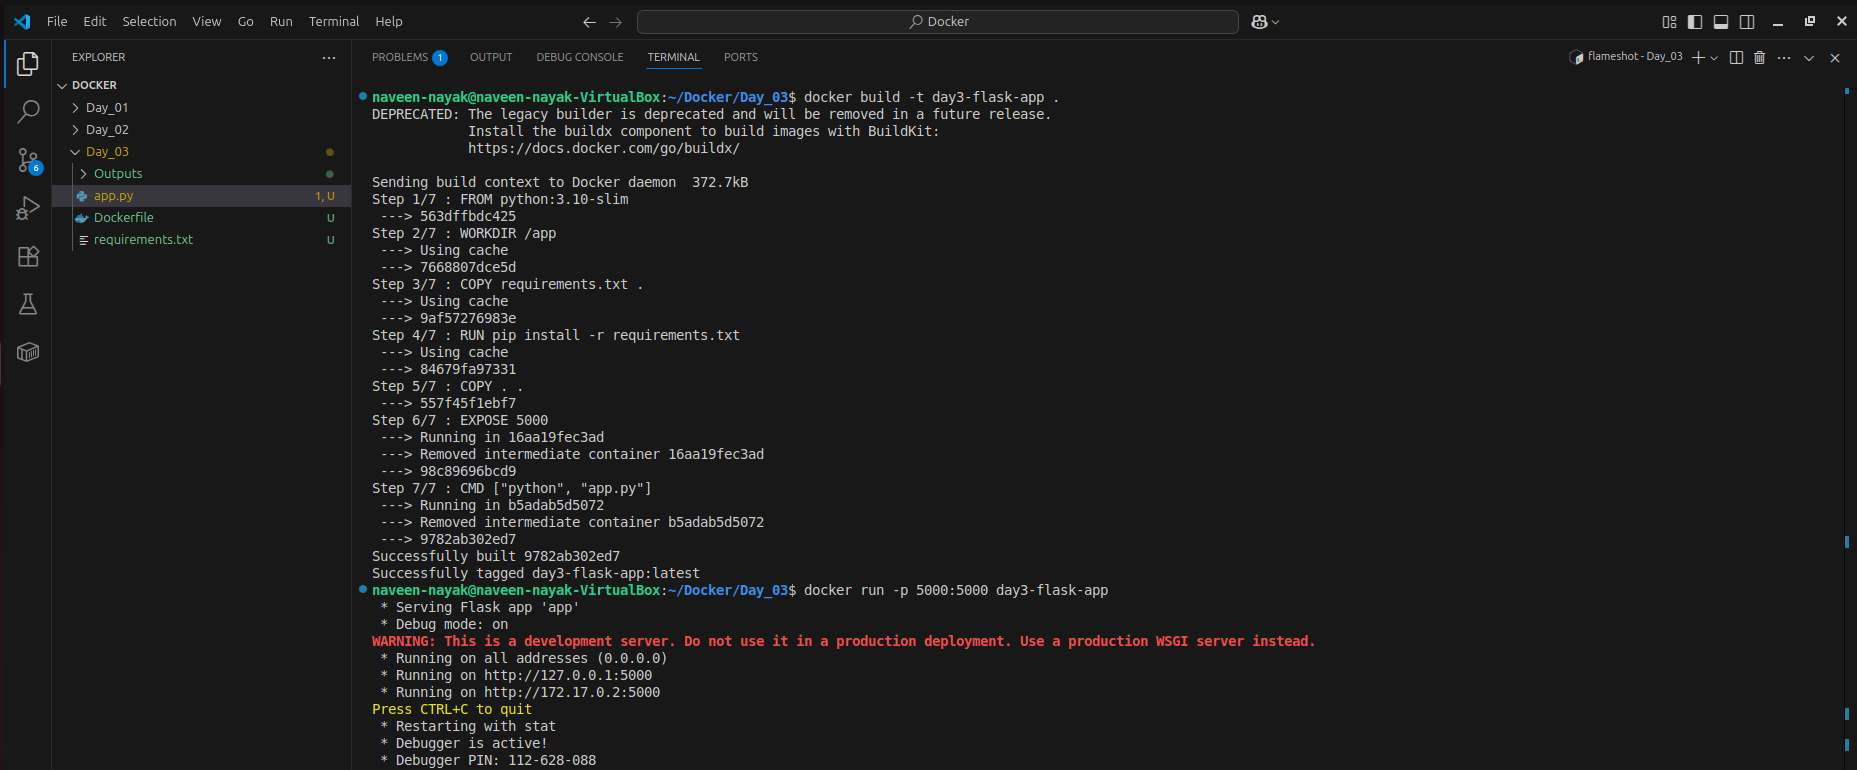 File Edit Selection View Go Run Terminal Help
Docker
EXPLORER
DOCKER
Day_01
Day_02
Day_03
Outputs
app.py 1, U
Dockerfile U
requirements.txt U
6
PROBLEMS 1 OUTPUT DEBUG CONSOLE TERMINAL PORTS
flameshot - Day_03
naveen-nayak@naveen-nayak-VirtualBox:~/Docker/Day_03$ docker build -t day3-flask-app .
DEPRECATED: The legacy builder is deprecated and will be removed in a future release.
Install the buildx component to build images with BuildKit:
https://docs.docker.com/go/buildx/
Sending build context to Docker daemon  372.7kB
Step 1/7 : FROM python:3.10-slim
---> 563dffbdc425
Step 2/7 : WORKDIR /app
---> Using cache
---> 7668807dce5d
Step 3/7 : COPY requirements.txt .
---> Using cache
---> 9af57276983e
Step 4/7 : RUN pip install -r requirements.txt
---> Using cache
---> 84679fa97331
Step 5/7 : COPY . .
---> 557f45f1ebf7
Step 6/7 : EXPOSE 5000
---> Running in 16aa19fec3ad
---> Removed intermediate container 16aa19fec3ad
---> 98c89696bcd9
Step 7/7 : CMD ["python", "app.py"]
---> Running in b5adab5d5072
---> Removed intermediate container b5adab5d5072
---> 9782ab302ed7
Successfully built 9782ab302ed7
Successfully tagged day3-flask-app:latest
naveen-nayak@naveen-nayak-VirtualBox:~/Docker/Day_03$ docker run -p 5000:5000 day3-flask-app
* Serving Flask app 'app'
* Debug mode: on
WARNING: This is a development server. Do not use it in a production deployment. Use a production WSGI server instead.
* Running on all addresses (0.0.0.0)
* Running on http://127.0.0.1:5000
* Running on http://172.17.0.2:5000
Press CTRL+C to quit
* Restarting with stat
* Debugger is active!
* Debugger PIN: 112-628-088